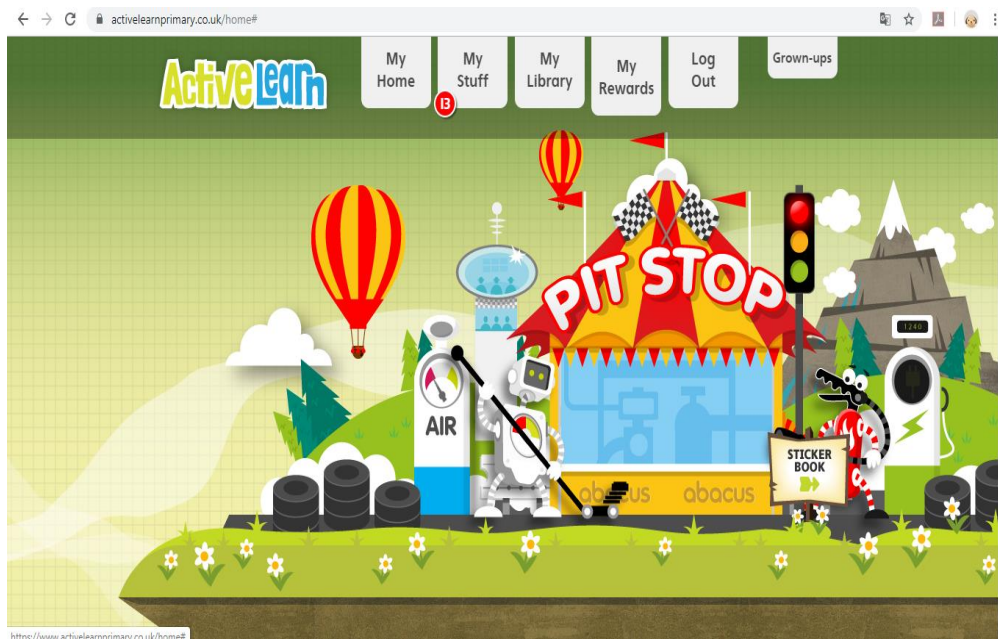 activelearnprimary.co.uk/home#
ActiveLearn
My
Home
My
Stuff
13
My
Library
My
Rewards
Log
Out
Grown-ups
PIT STOP
1240
AIR
STICKER
BOOK
abacus abacus
https://www.activelearnprimary.co.uk/home#